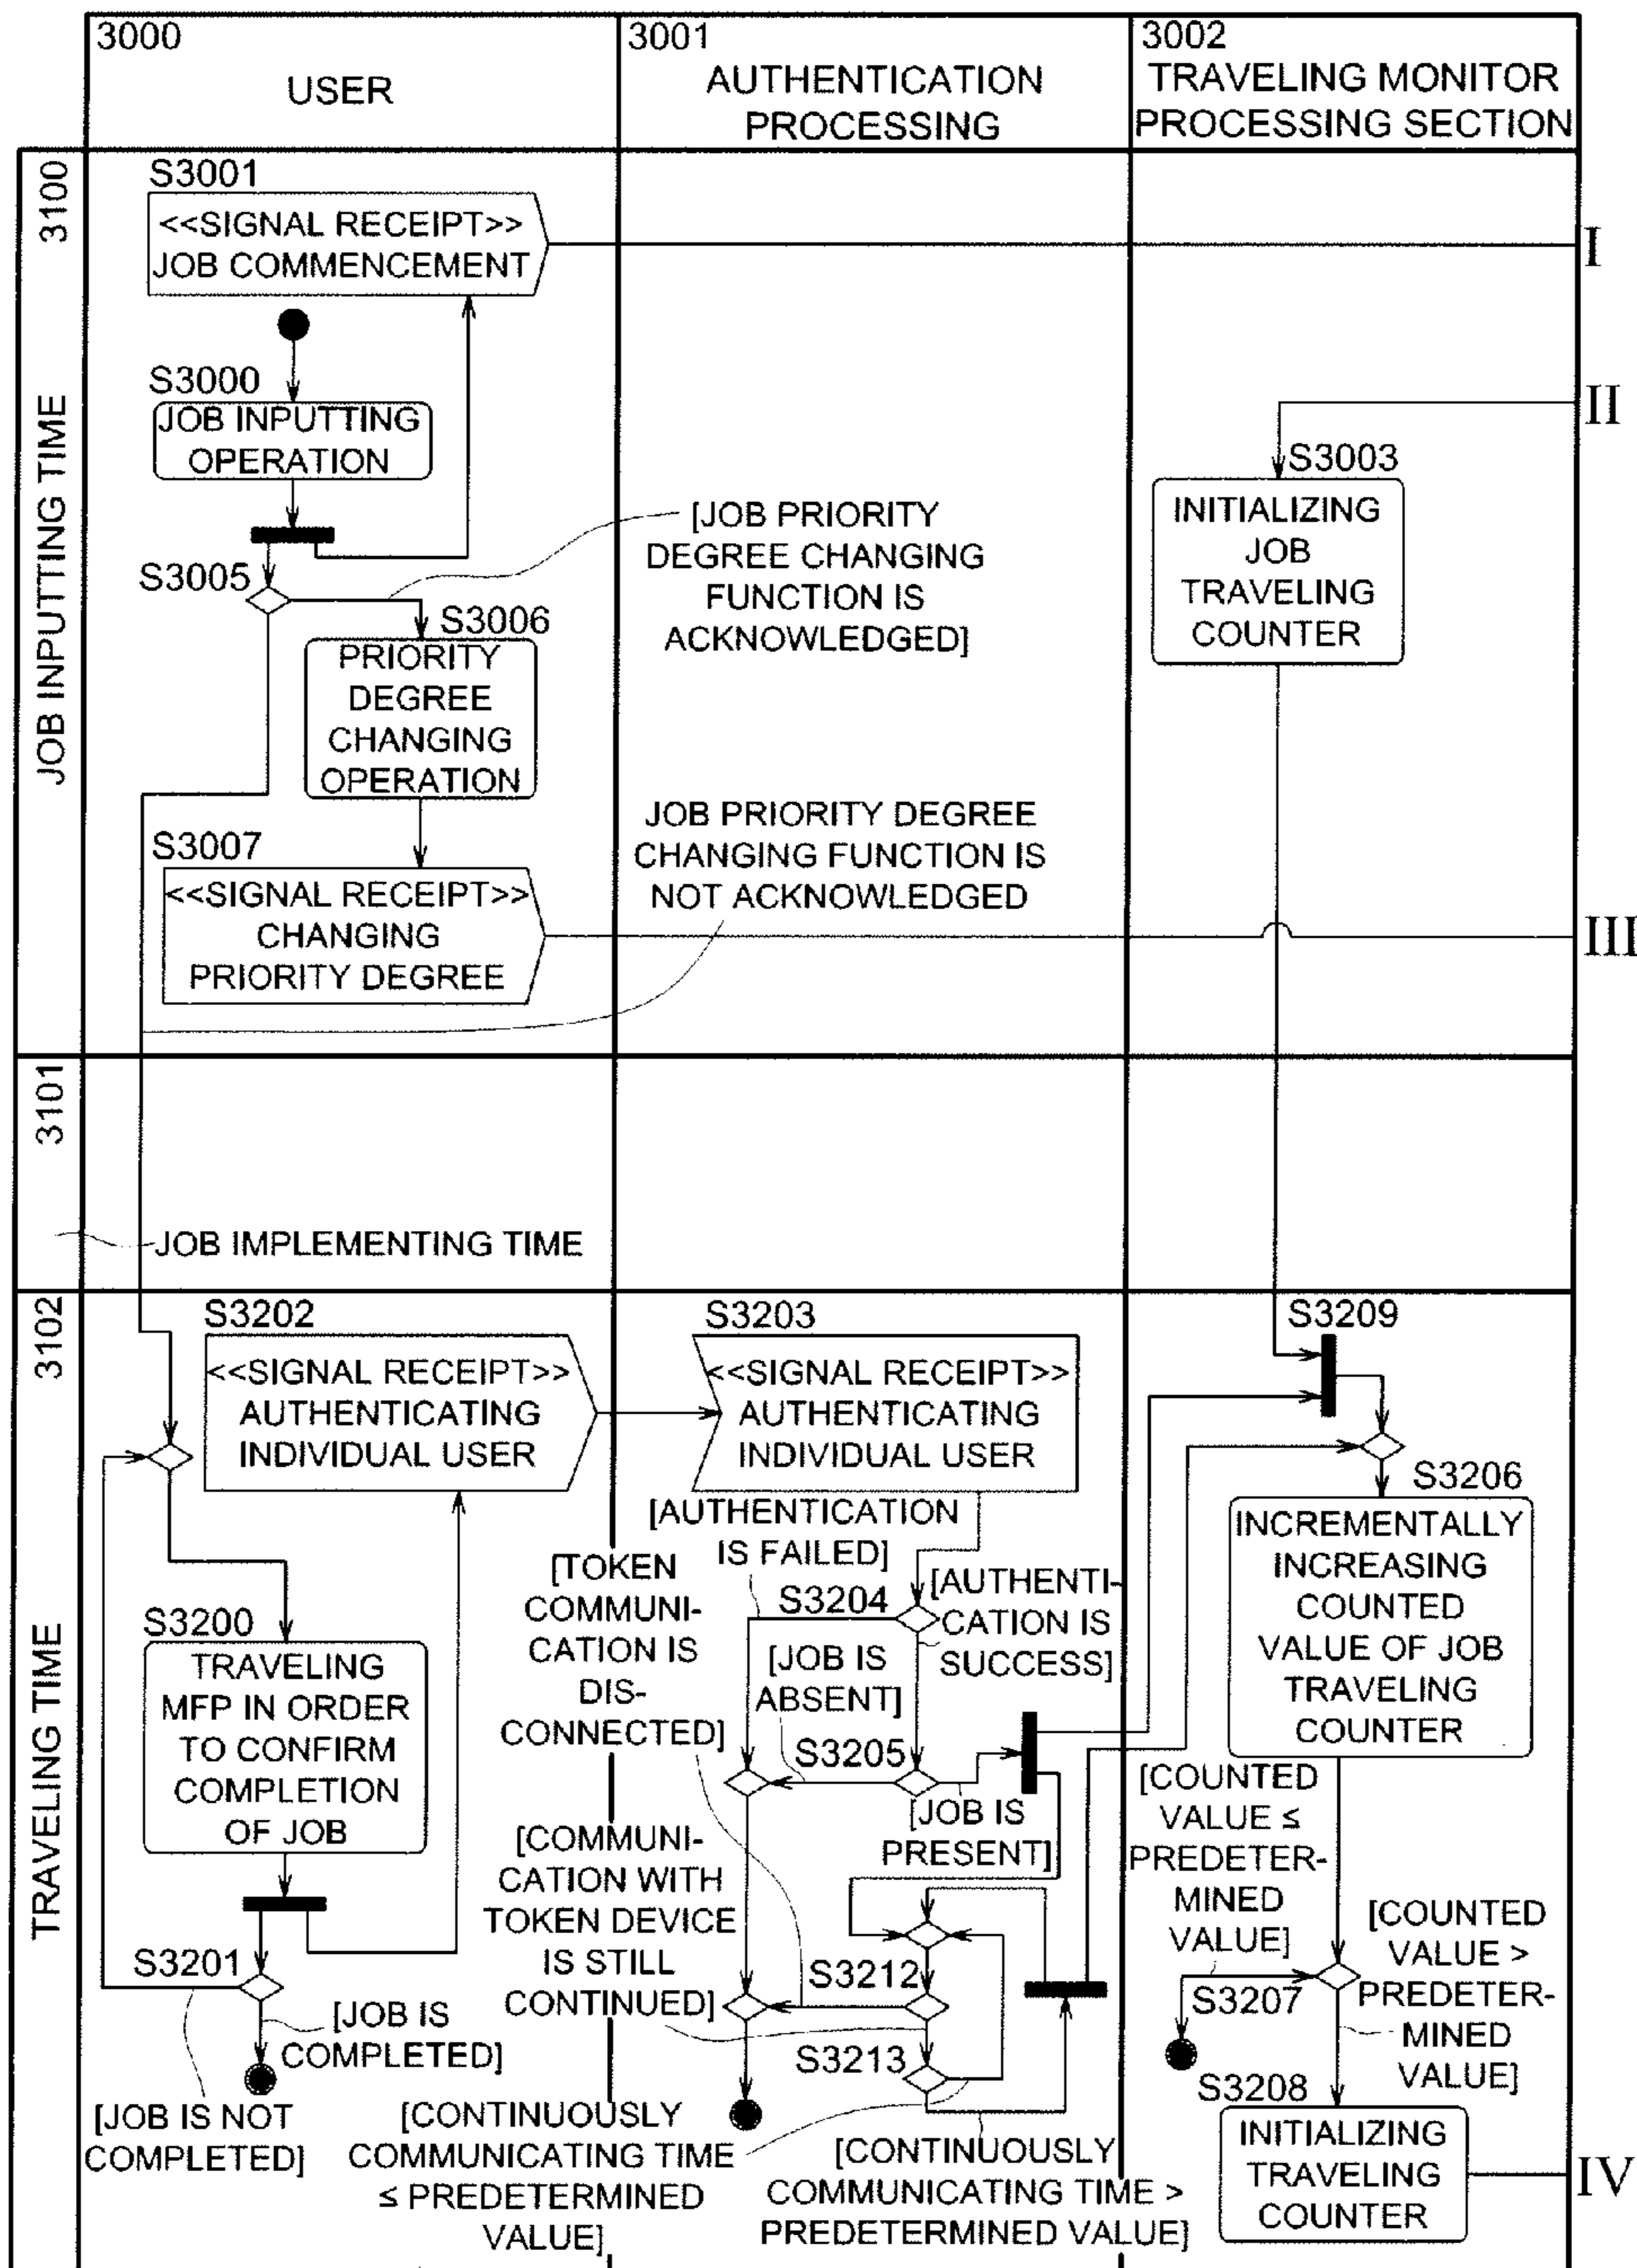 3000
USER
3001
AUTHENTICATION
PROCESSING
3002
TRAVELING MONITOR
PROCESSING SECTION
3100
JOB INPUTTING TIME
S3001
<<SIGNAL RECEIPT>>
JOB COMMENCEMENT
I
S3000
JOB INPUTTING
OPERATION
II
S3003
INITIALIZING
JOB
TRAVELING
COUNTER
[JOB PRIORITY
DEGREE CHANGING
FUNCTION IS
ACKNOWLEDGED]
S3005
S3006
PRIORITY
DEGREE
CHANGING
OPERATION
JOB PRIORITY DEGREE
CHANGING FUNCTION IS
NOT ACKNOWLEDGED
S3007
<<SIGNAL RECEIPT>>
CHANGING
PRIORITY DEGREE
III
3101
JOB IMPLEMENTING TIME
3102
TRAVELING TIME
S3202
<<SIGNAL RECEIPT>>
AUTHENTICATING
INDIVIDUAL USER
S3203
<<SIGNAL RECEIPT>>
AUTHENTICATING
INDIVIDUAL USER
S3209
S3206
INCREMENTALLY
INCREASING
COUNTED
VALUE OF JOB
TRAVELING
COUNTER
[AUTHENTICATION
IS FAILED]
[TOKEN
COMMUNI-
CATION IS
DIS-
CONNECTED]
S3204
[AUTHENTI-
CATION IS
SUCCESS]
[JOB IS
ABSENT]
S3200
TRAVELING
MFP IN ORDER
TO CONFIRM
COMPLETION
OF JOB
S3205
[JOB IS
PRESENT]
[COUNTED
VALUE ≤
PREDETER-
MINED
VALUE]
[COMMUNI-
CATION WITH
TOKEN DEVICE
IS STILL
CONTINUED]
[COUNTED
VALUE >
PREDETER-
MINED
VALUE]
S3201
S3212
S3207
[JOB IS
COMPLETED]
S3213
S3208
INITIALIZING
TRAVELING
COUNTER
IV
[JOB IS NOT
COMPLETED]
[CONTINUOUSLY
COMMUNICATING TIME
≤ PREDETERMINED
VALUE]
[CONTINUOUSLY
COMMUNICATING TIME >
PREDETERMINED VALUE]